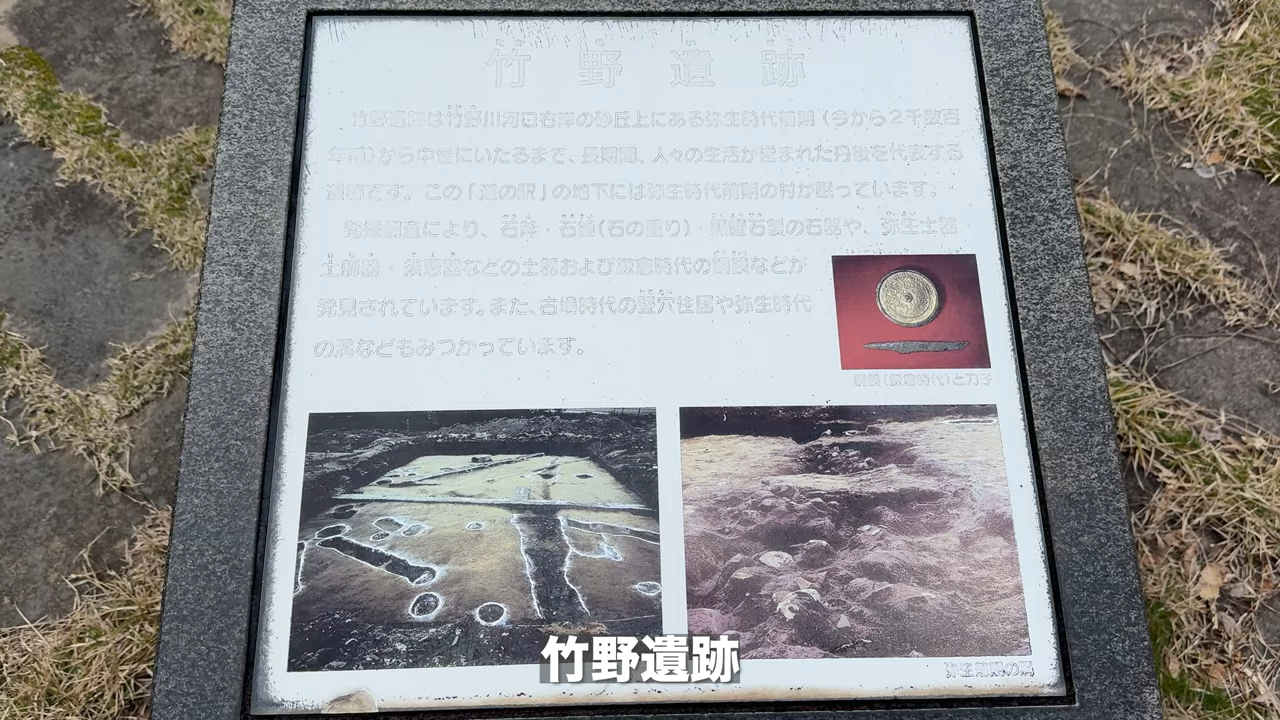 竹野遺跡
竹野遺跡は竹野川河口右岸の砂丘上にある弥生時代前期(今から2千数百
年前)から中世にいたるまで、長期間、人々の生活が営まれた丹後を代表する
遺跡です。この「道の駅」の地下には弥生時代前期の村が眠っています。
発掘調査により、石斧・石錘(石の重り)・黒曜石製の石器や、弥生土器
土師器・須恵器などの土器および鎌倉時代の銅鏡などが
発見されています。また、古墳時代の竪穴住居や弥生時代
の溝などもみつかっています。
銅鏡(鎌倉時代)と刀子
弥生前期の溝
竹野遺跡